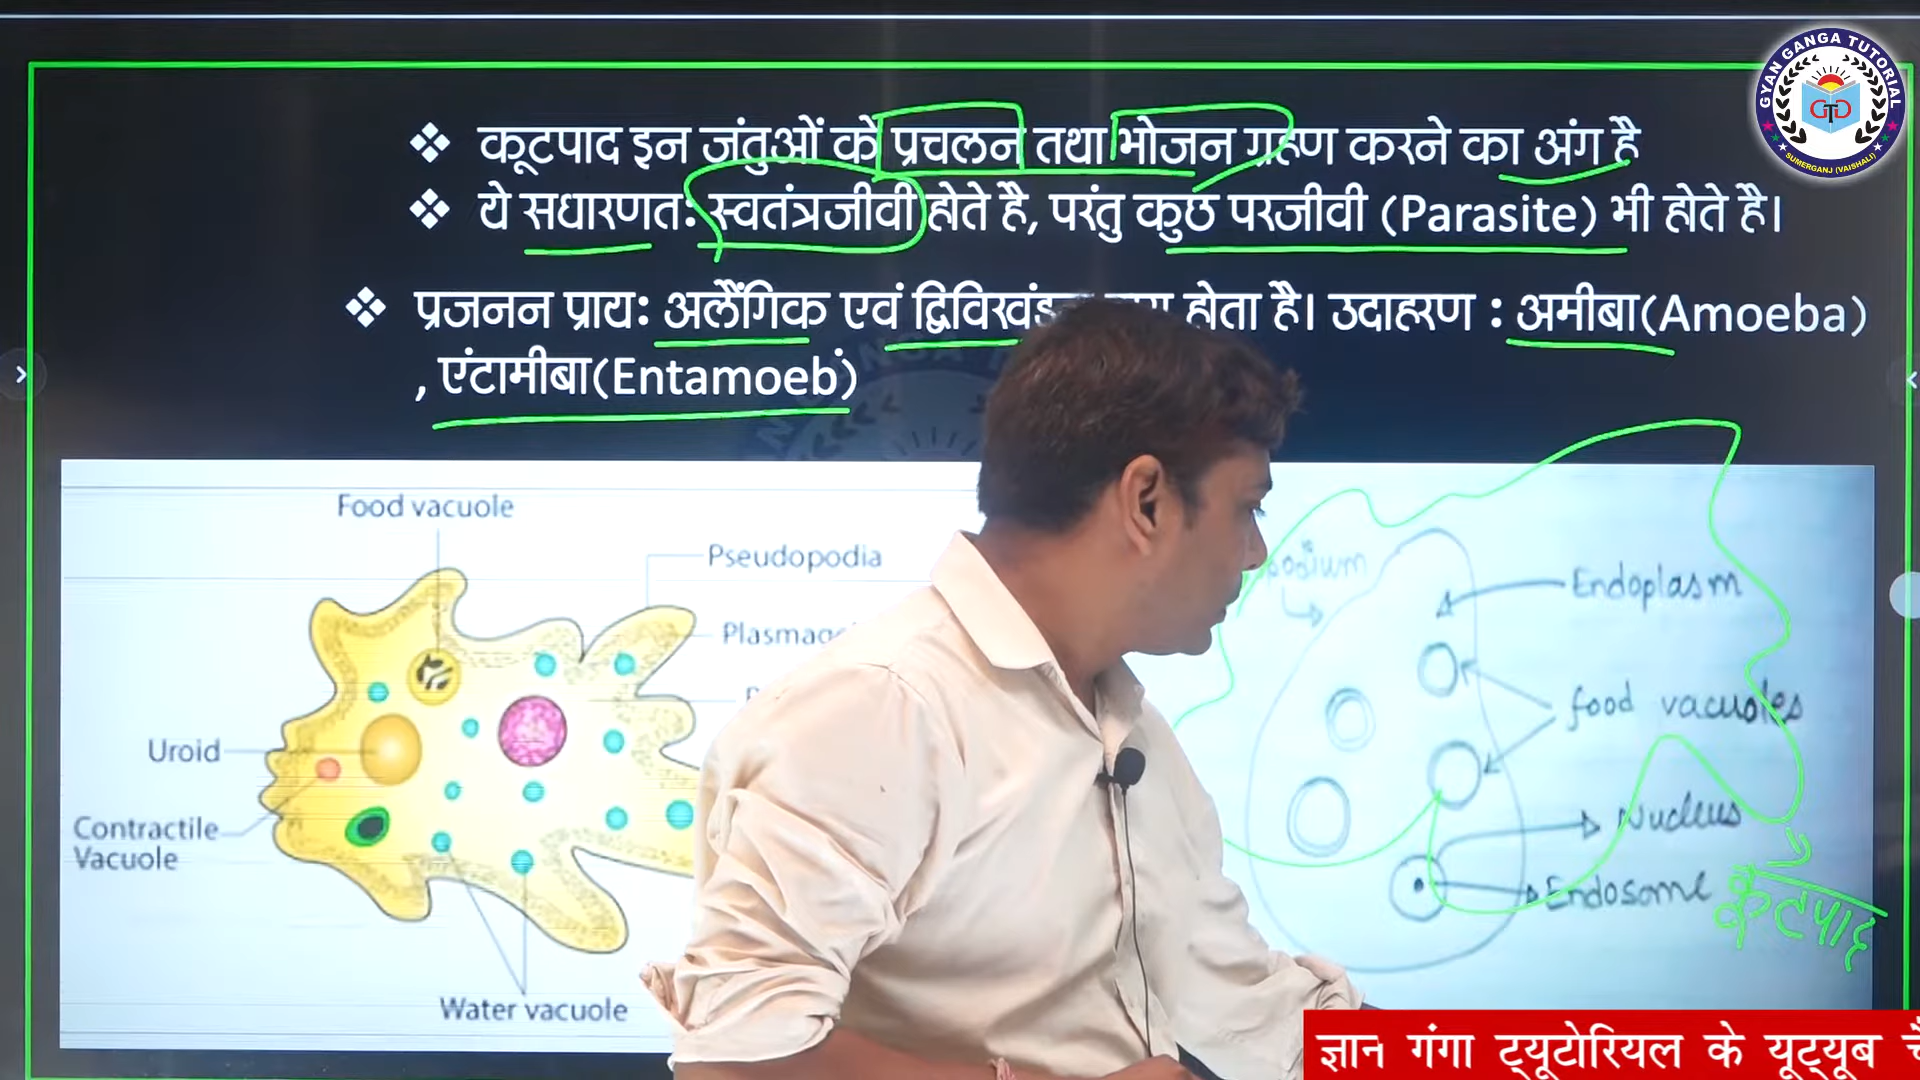 GYAN GANGA TUTORIAL
GTD
SUMERGANJ (VAISHALI)
❖ कूटपाद इन जंतुओं के प्रचलन तथा भोजन ग्रहण करने का अंग है
❖ ये सधारणतः स्वतंत्रजीवी होते है, परंतु कुछ परजीवी (Parasite) भी होते है।
❖ प्रजनन प्रायः अलैंगिक एवं द्विविखंडन होता है। उदाहरण : अमीबा(Amoeba)
, एंटामीबा(Entamoebं)
Food vacuole
Pseudopodia
Uroid
Contractile
Vacuole
Water vacuole
Endoplasm
food vacuoles
Nucleus
Endosome
कूटपाद
ज्ञान गंगा ट्यूटोरियल के यूट्यूब